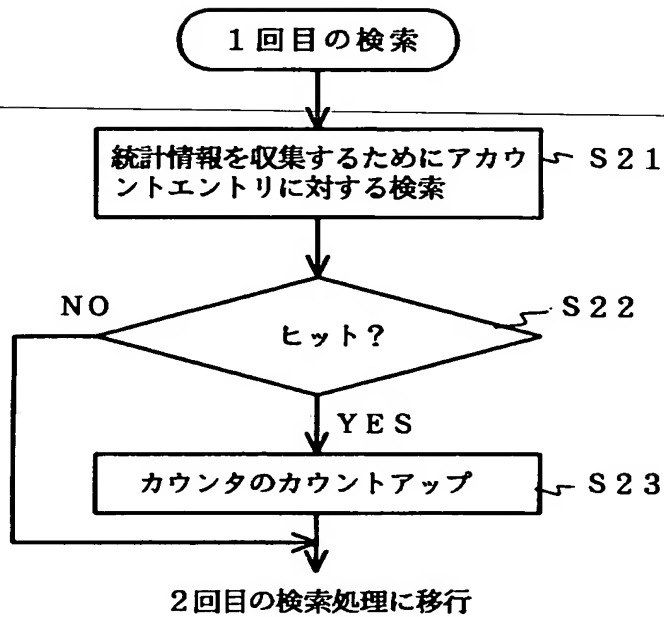 1回目の検索
統計情報を収集するためにアカウ
ントエントリに対する検索
S21
ヒット?
S22
NO
YES
カウンタのカウントアップ
S23
2回目の検索処理に移行